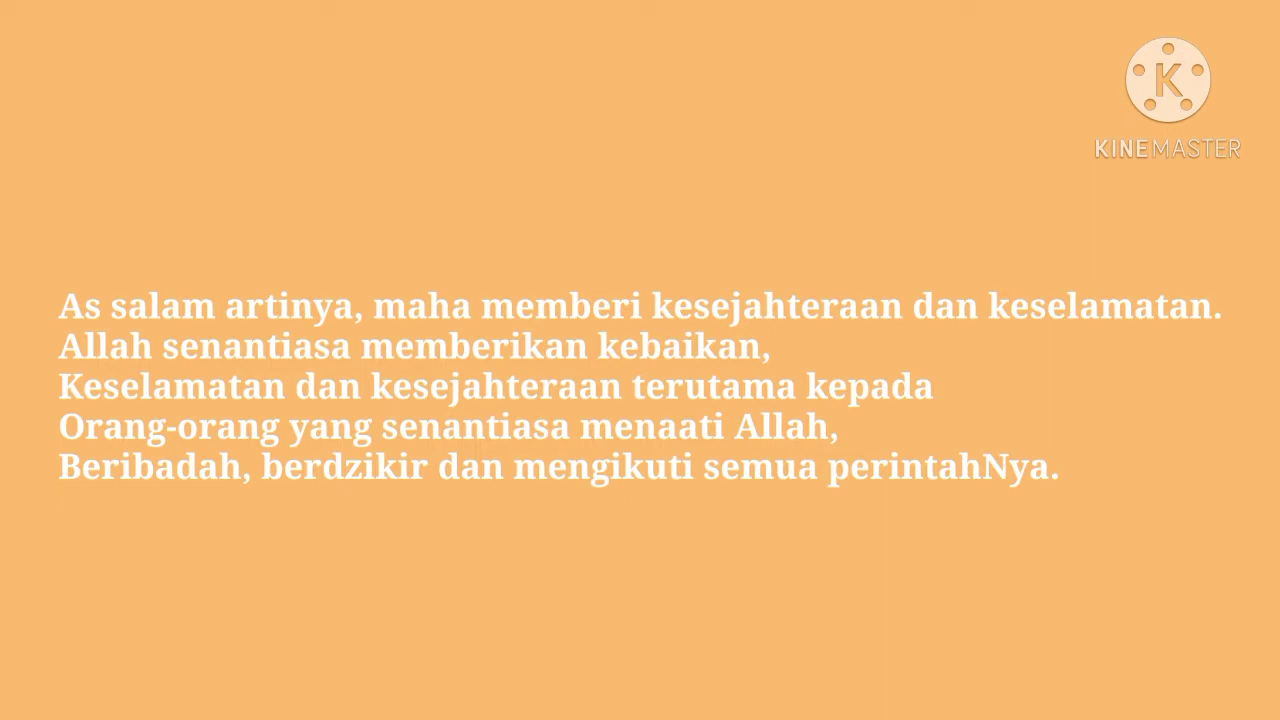 K
KINEMASTER
As salam artinya, maha memberi kesejahteraan dan keselamatan.
Allah senantiasa memberikan kebaikan,
Keselamatan dan kesejahteraan terutama kepada
Orang-orang yang senantiasa menaati Allah,
Beribadah, berdzikir dan mengikuti semua perintahNya.